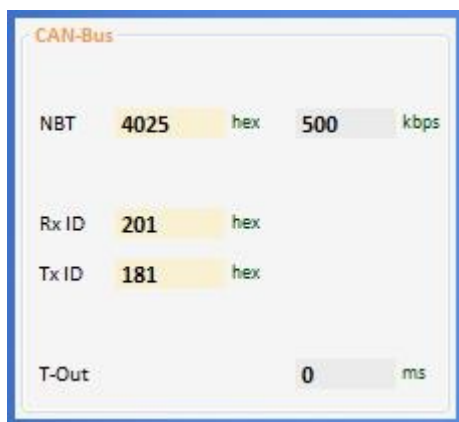 CAN-Bus
NBT 4025 hex 500 kbps
Rx ID 201 hex
Tx ID 181 hex
T-Out 0 ms